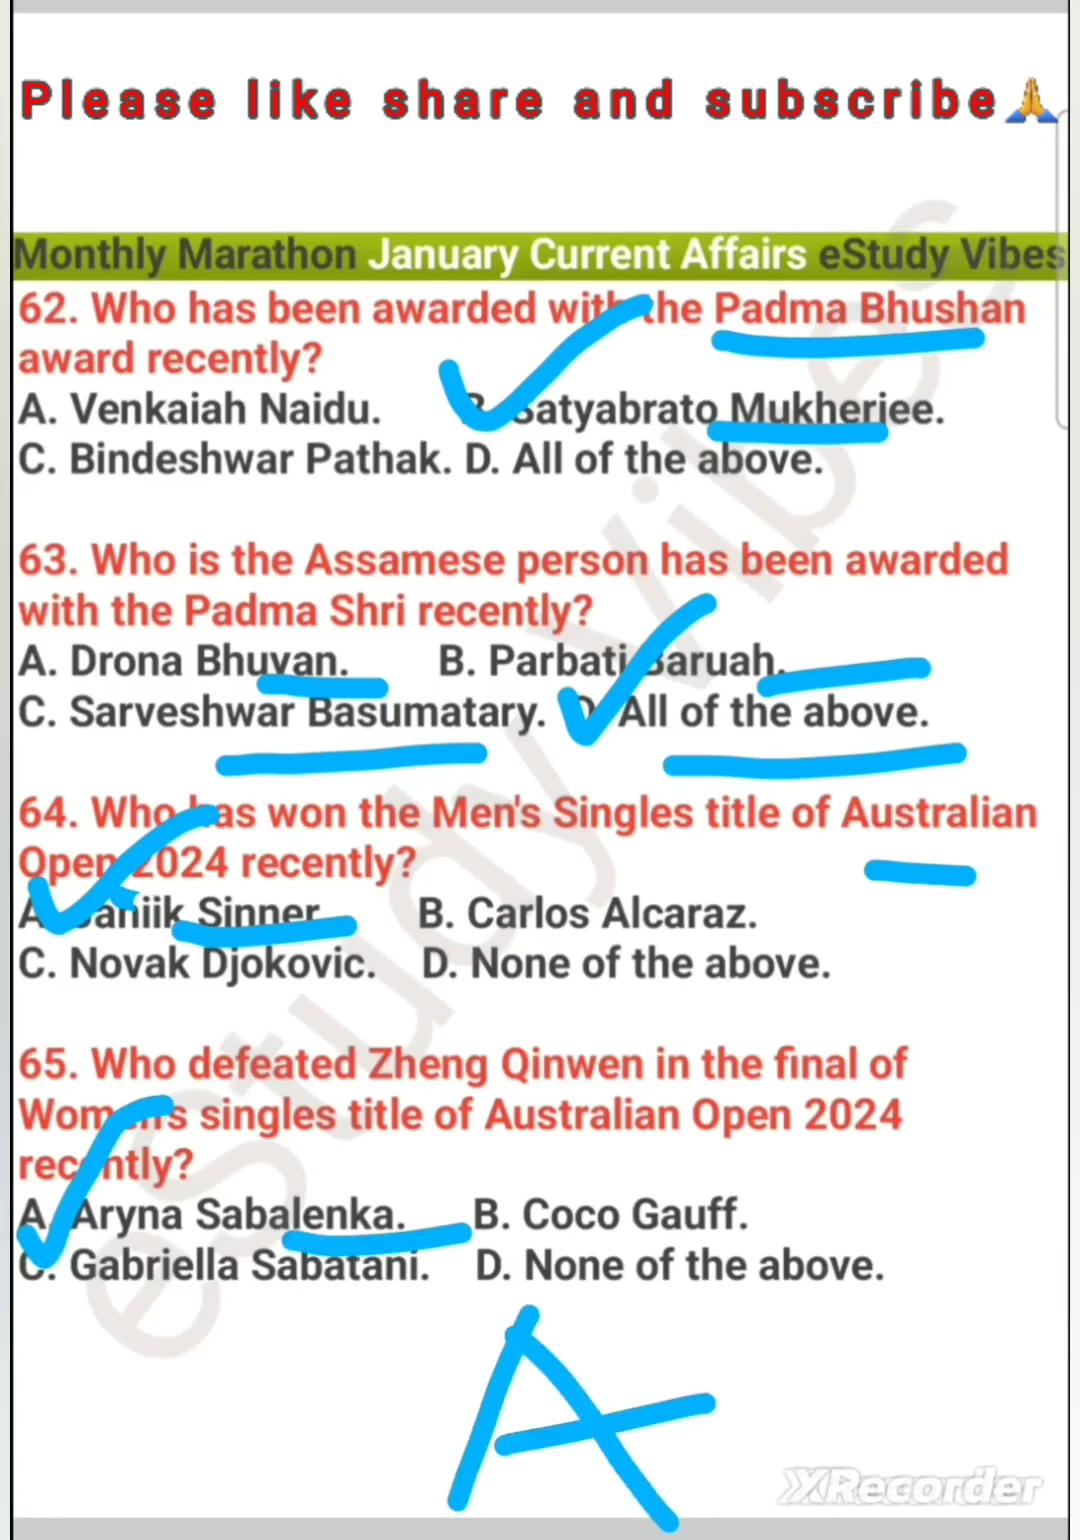 Please like share and subscribe🙏
Monthly Marathon January Current Affairs eStudy Vibes
62. Who has been awarded with the Padma Bhushan
award recently?
A. Venkaiah Naidu. B. Satyabrato Mukherjee.
C. Bindeshwar Pathak. D. All of the above.
63. Who is the Assamese person has been awarded
with the Padma Shri recently?
A. Drona Bhuvan. B. Parbati Baruah.
C. Sarveshwar Basumatary. D. All of the above.
64. Who has won the Men's Singles title of Australian
Open 2024 recently?
A. Janiik Sinner B. Carlos Alcaraz.
C. Novak Djokovic. D. None of the above.
65. Who defeated Zheng Qinwen in the final of
Women's singles title of Australian Open 2024
recently?
A. Aryna Sabalenka. B. Coco Gauff.
C. Gabriella Sabatani. D. None of the above.
A
eStudy Vibes
XRecorder